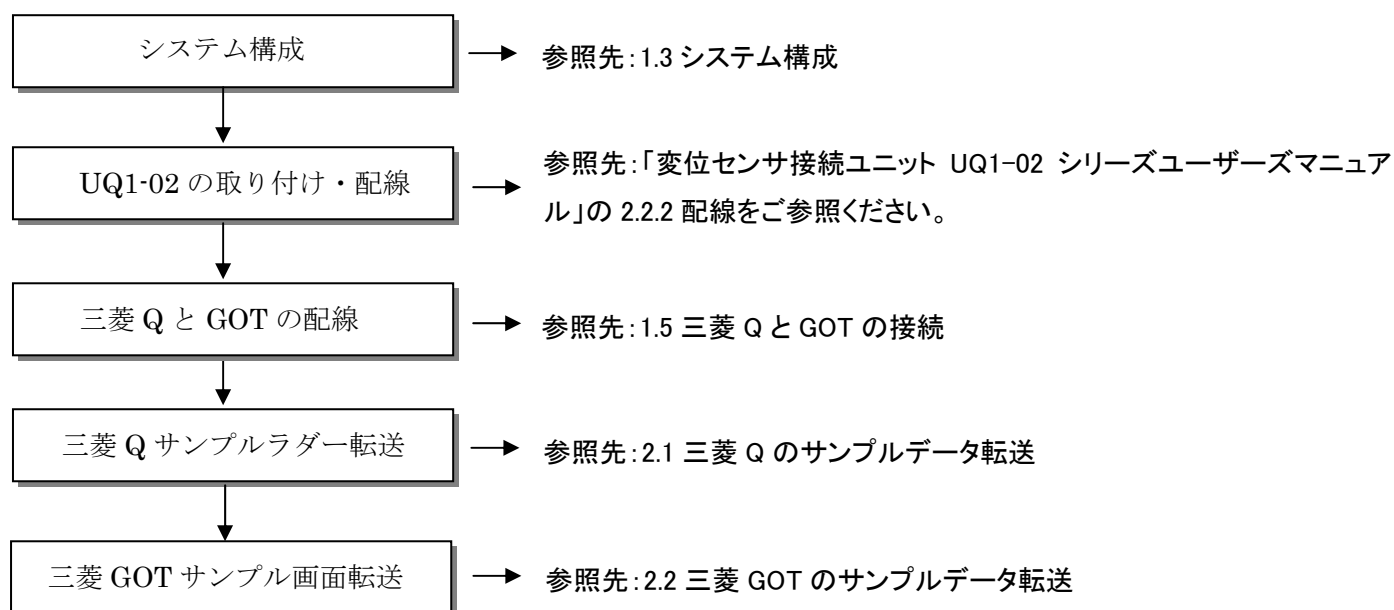 システム構成
参照先：1.3 システム構成
UQ1-02 の取り付け・配線
参照先：「変位センサ接続ユニット UQ1-02 シリーズユーザーズマニュア
ル」の 2.2.2 配線をご参照ください。
三菱 Q と GOT の配線
参照先：1.5 三菱 Q と GOT の接続
三菱 Q サンプルラダー転送
参照先：2.1 三菱 Q のサンプルデータ転送
三菱 GOT サンプル画面転送
参照先：2.2 三菱 GOT のサンプルデータ転送